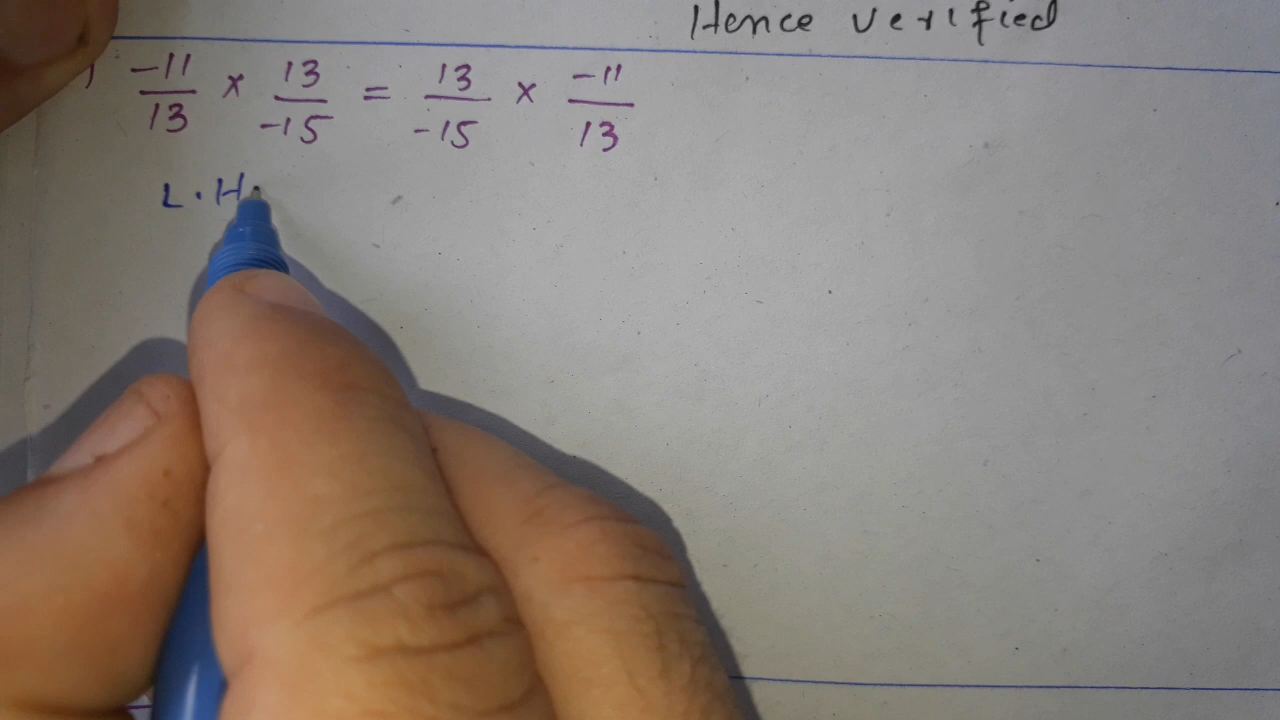 Hence verified
) -11/13 × 13/-15 = 13/-15 × -11/13
L.H.